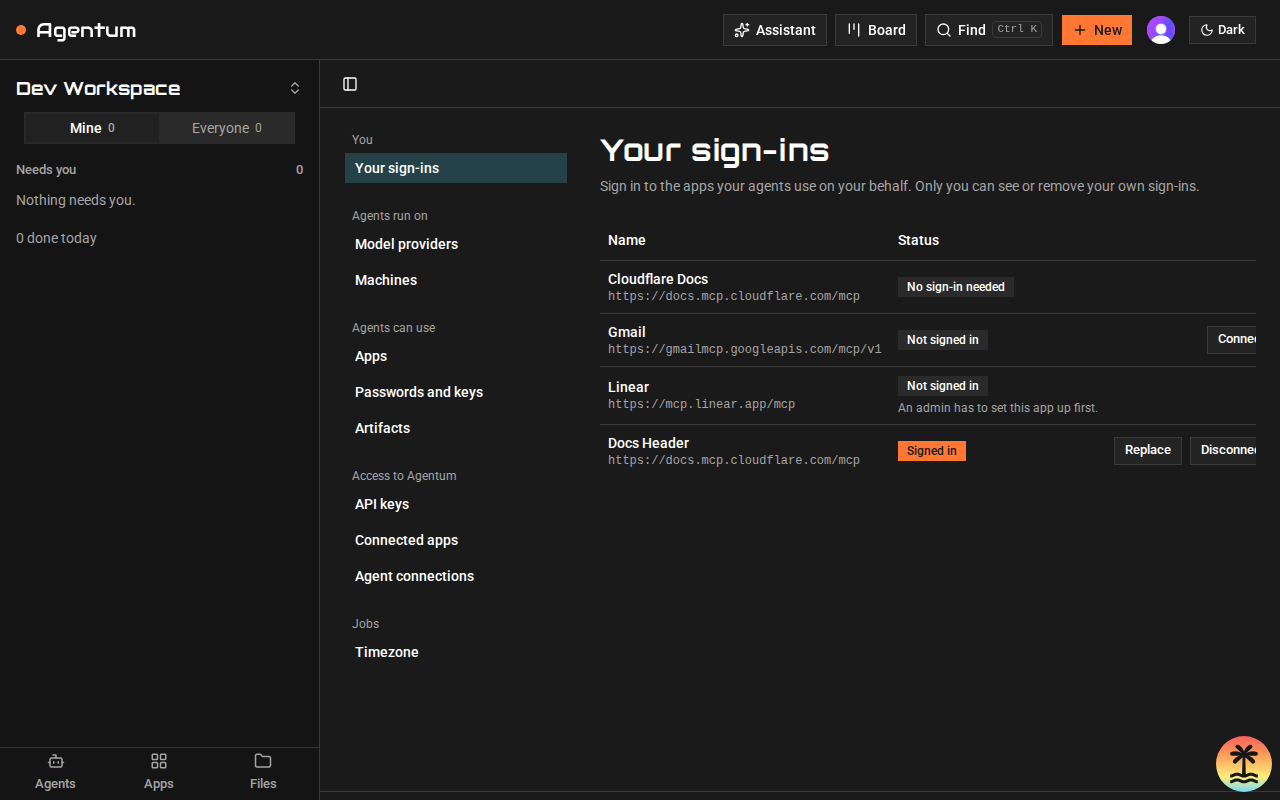 Agentum
Assistant
Board
Find Ctrl K
New
Dark
Dev Workspace
Mine 0
Everyone 0
Needs you 0
Nothing needs you.
0 done today
Agents
Apps
Files
You
Your sign-ins
Agents run on
Model providers
Machines
Agents can use
Apps
Passwords and keys
Artifacts
Access to Agentum
API keys
Connected apps
Agent connections
Jobs
Timezone
Your sign-ins
Sign in to the apps your agents use on your behalf. Only you can see or remove your own sign-ins.
Name Status
Cloudflare Docs
https://docs.mcp.cloudflare.com/mcp
No sign-in needed
Gmail
https://gmailmcp.googleapis.com/mcp/v1
Not signed in
Connec
Linear
https://mcp.linear.app/mcp
Not signed in
An admin has to set this app up first.
Docs Header
https://docs.mcp.cloudflare.com/mcp
Signed in
Replace
Disconnec